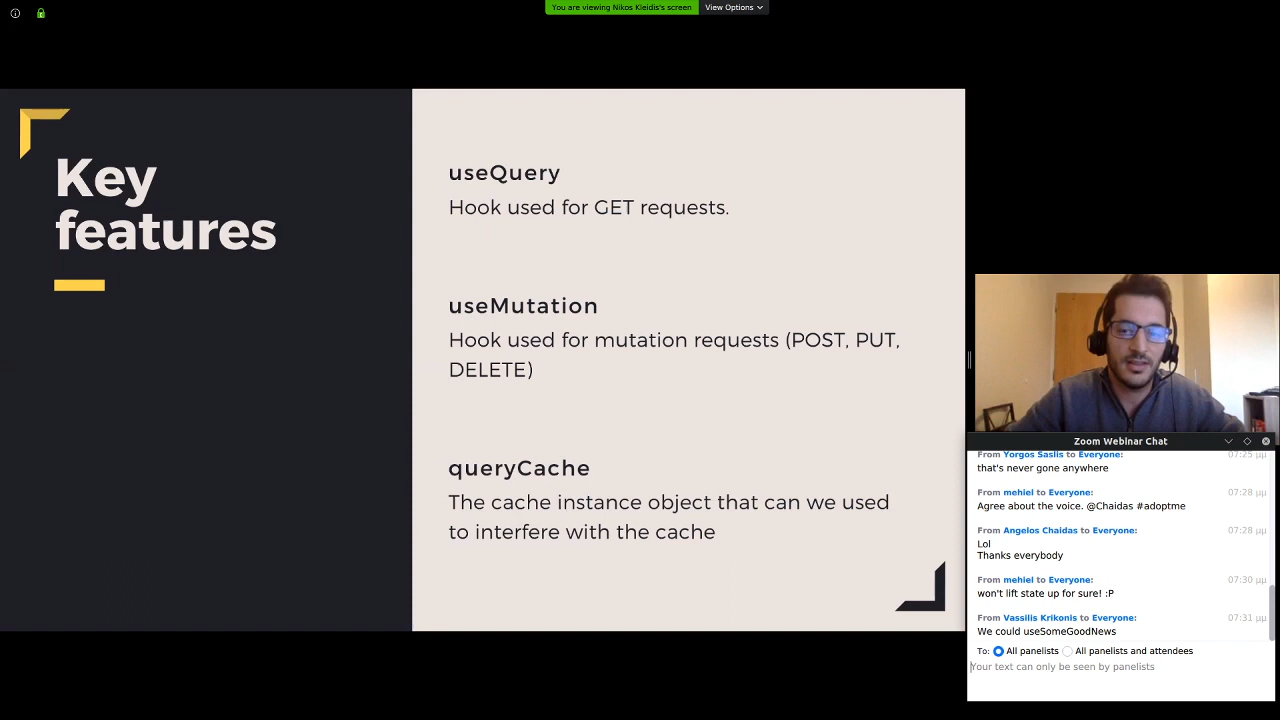 You are viewing Nikos Kleidis's screen
View Options
Key
features
useQuery
Hook used for GET requests.
useMutation
Hook used for mutation requests (POST, PUT,
DELETE)
queryCache
The cache instance object that can we used
to interfere with the cache
Zoom Webinar Chat
From Yorgos Saslis to Everyone: 07:25 μμ
that's never gone anywhere
From mehiel to Everyone: 07:28 μμ
Agree about the voice. @Chaidas #adoptme
From Angelos Chaidas to Everyone: 07:28 μμ
Lol
Thanks everybody
From mehiel to Everyone: 07:30 μμ
won't lift state up for sure! :P
From Vassilis Krikonis to Everyone: 07:31 μμ
We could useSomeGoodNews
To: All panelists All panelists and attendees
Your text can only be seen by panelists